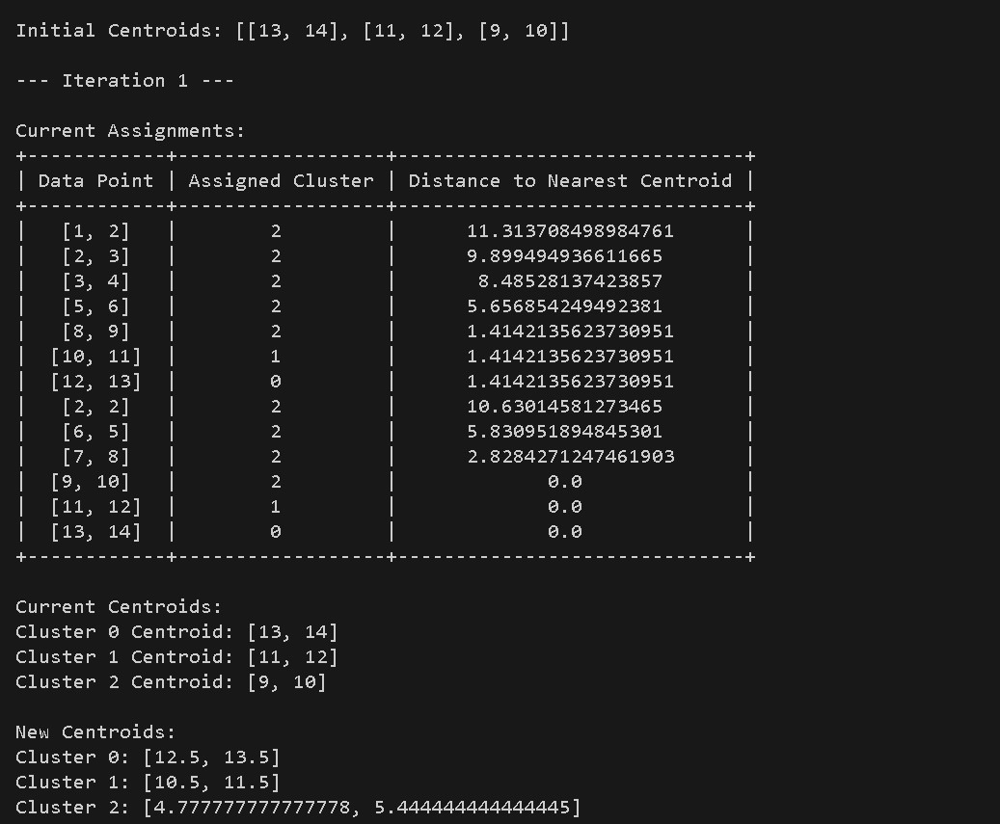 Initial Centroids: [[13, 14], [11, 12], [9, 10]]
--- Iteration 1 ---
Current Assignments:
+------------+------------------+------------------------------+
| Data Point | Assigned Cluster | Distance to Nearest Centroid |
+------------+------------------+------------------------------+
|   [1, 2]   |        2         |      11.313708498984761      |
|   [2, 3]   |        2         |      9.899494936611665       |
|   [3, 4]   |        2         |       8.48528137423857       |
|   [5, 6]   |        2         |      5.656854249492381       |
|   [8, 9]   |        2         |      1.4142135623730951      |
|  [10, 11]  |        1         |      1.4142135623730951      |
|  [12, 13]  |        0         |      1.4142135623730951      |
|   [2, 2]   |        2         |      10.63014581273465       |
|   [6, 5]   |        2         |      5.830951894845301       |
|   [7, 8]   |        2         |      2.8284271247461903      |
|  [9, 10]   |        2         |             0.0              |
|  [11, 12]  |        1         |             0.0              |
|  [13, 14]  |        0         |             0.0              |
+------------+------------------+------------------------------+
Current Centroids:
Cluster 0 Centroid: [13, 14]
Cluster 1 Centroid: [11, 12]
Cluster 2 Centroid: [9, 10]
New Centroids:
Cluster 0: [12.5, 13.5]
Cluster 1: [10.5, 11.5]
Cluster 2: [4.777777777777778, 5.444444444444445]